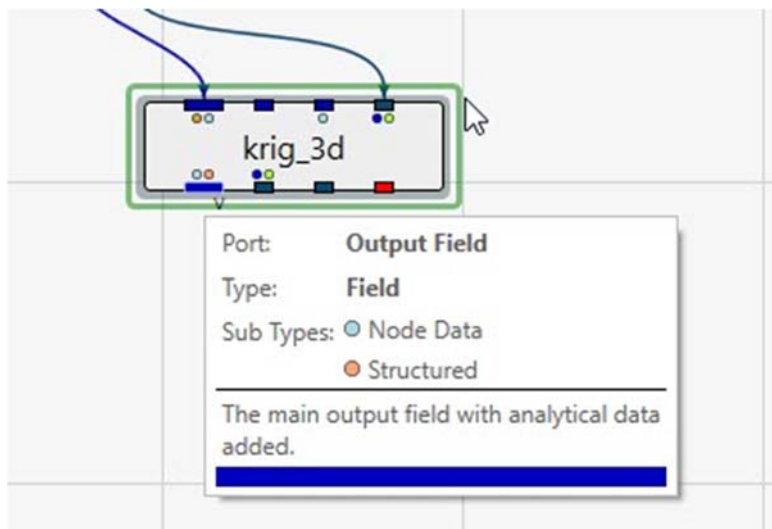 krig_3d
Port: Output Field
Type: Field
Sub Types: Node Data
Structured
The main output field with analytical data
added.